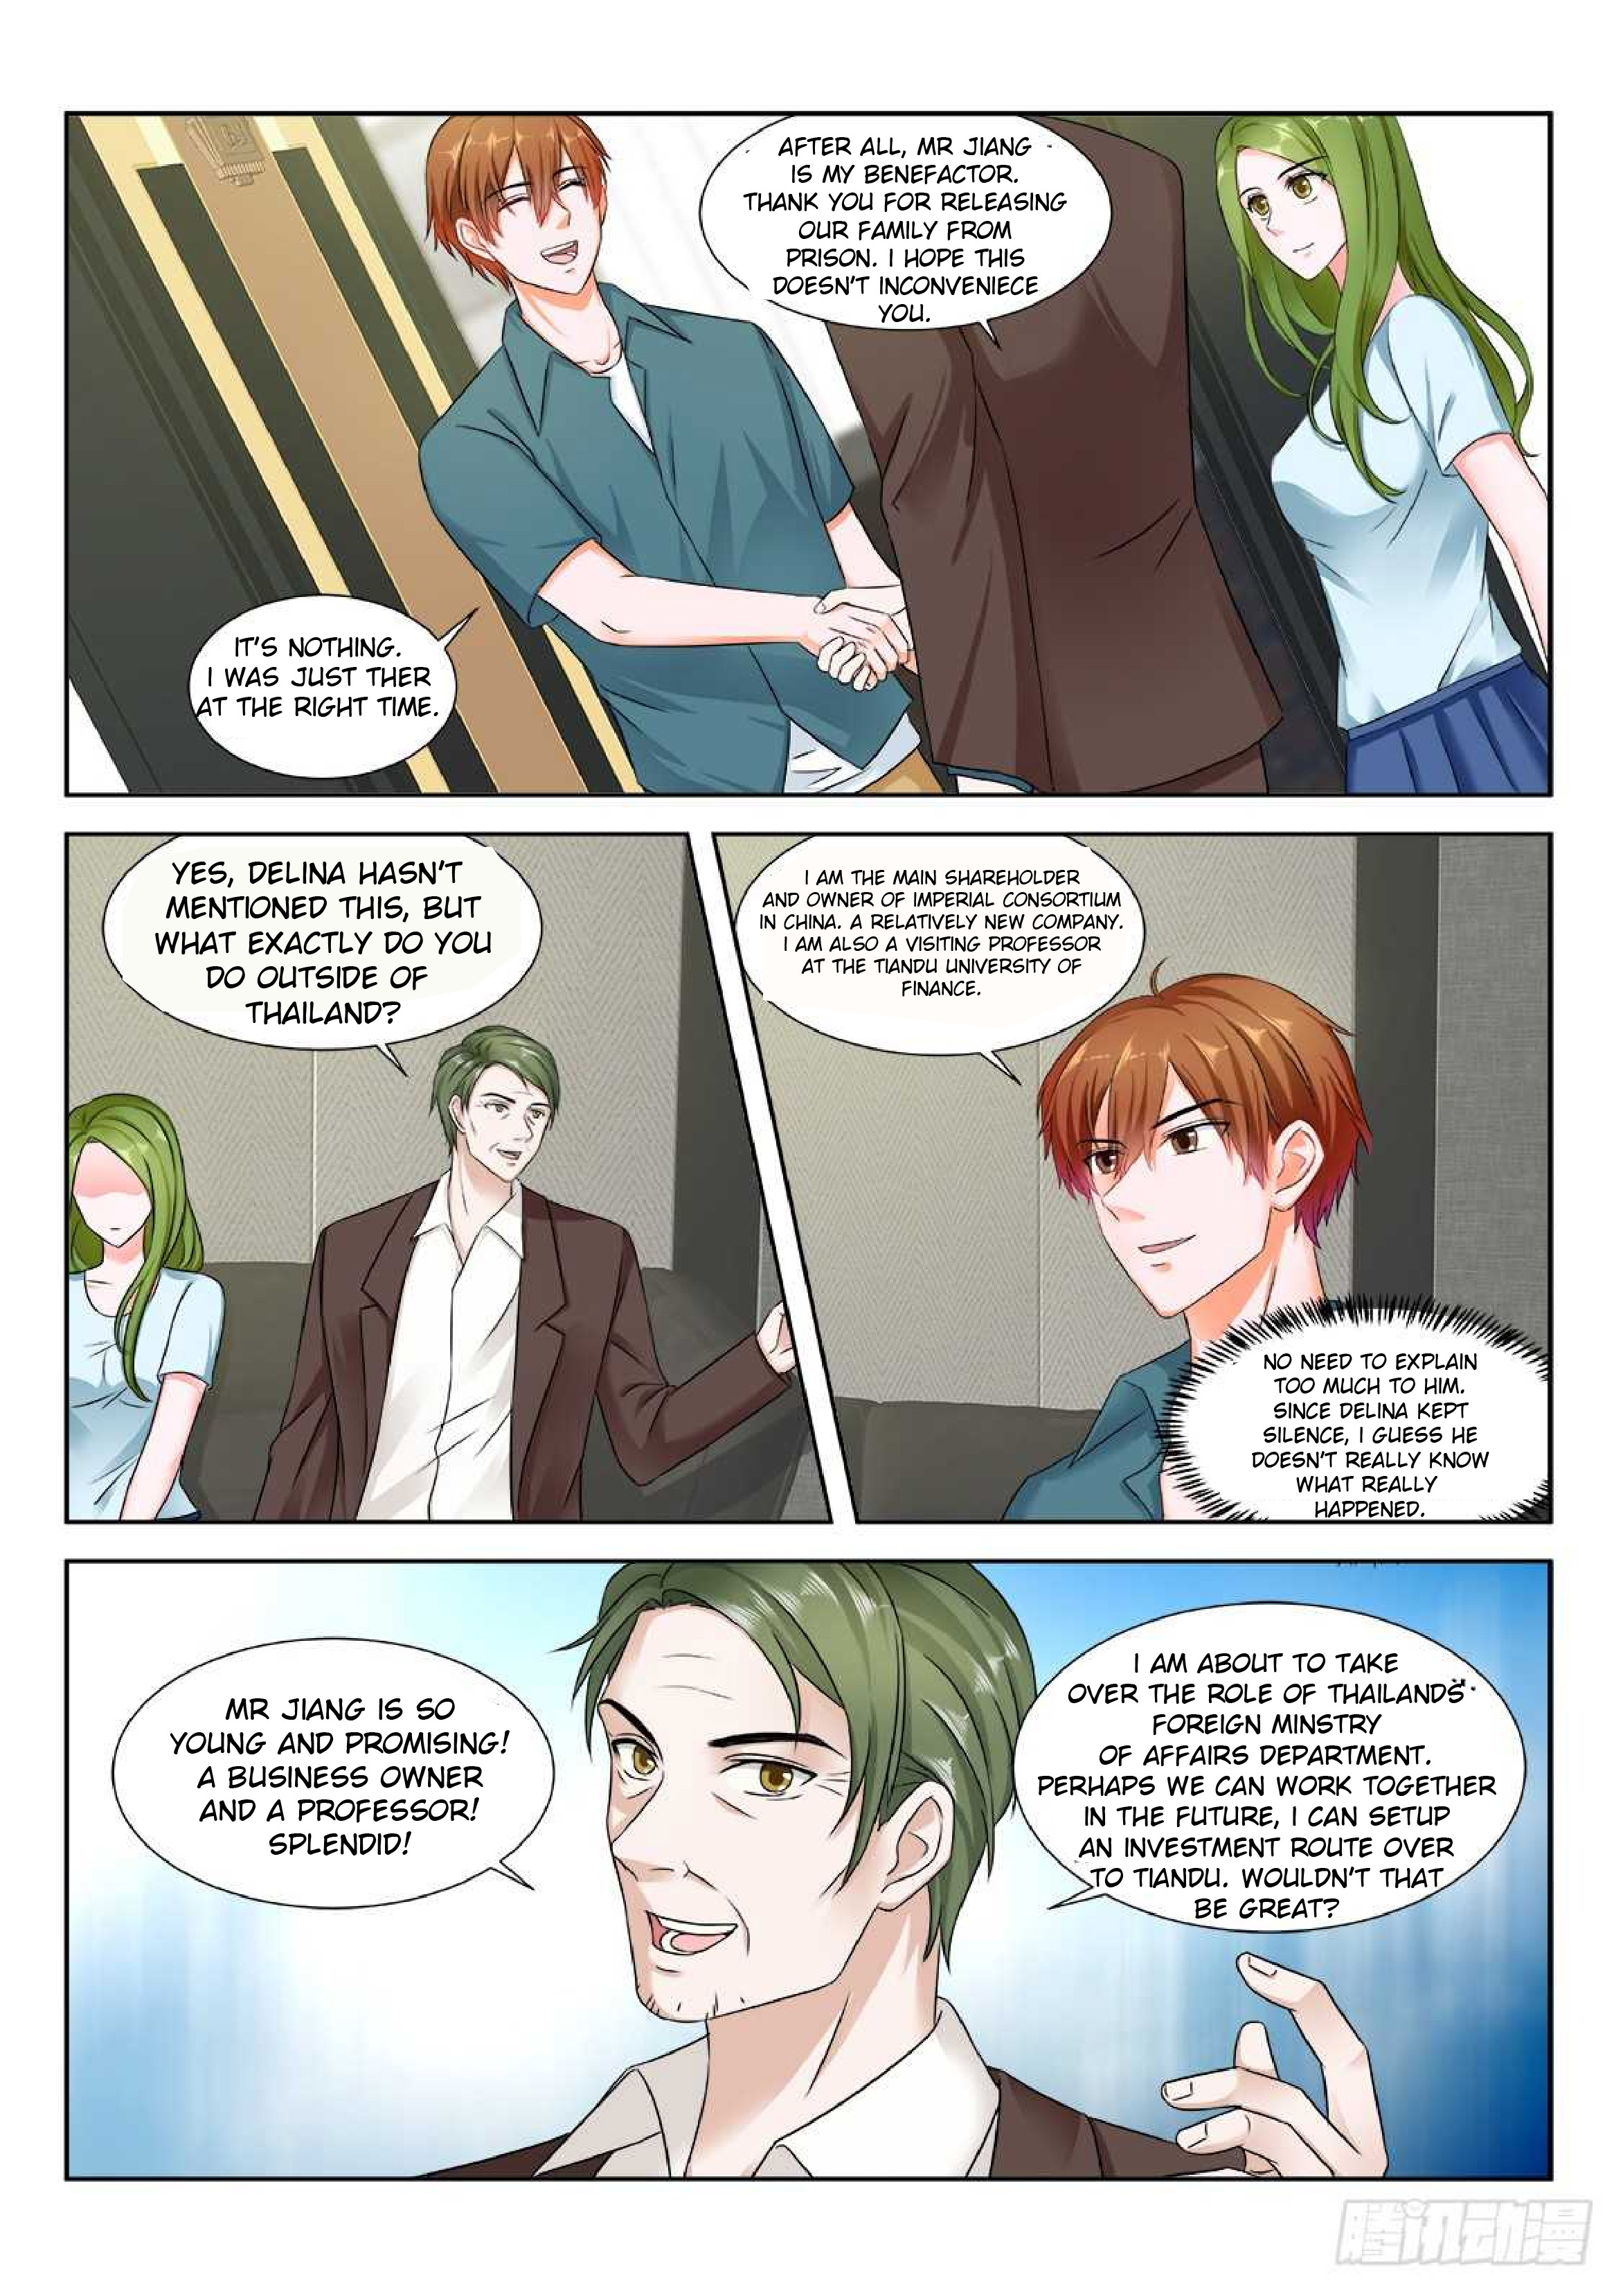 AFTER ALL, MR JIANG
IS MY BENEFACTOR.
THANK YOU FOR RELEASING
OUR FAMILY FROM
PRISON. I HOPE THIS
DOESN'T INCONVENIECE
YOU.
IT'S NOTHING.
I WAS JUST THER
AT THE RIGHT TIME.
YES, DELINA HASN'T
MENTIONED THIS, BUT
WHAT EXACTLY DO YOU
DO OUTSIDE OF
THAILAND?
I AM THE MAIN SHAREHOLDER
AND OWNER OF IMPERIAL CONSORTIUM
IN CHINA. A RELATIVELY NEW COMPANY.
I AM ALSO A VISITING PROFESSOR
AT THE TIANDU UNIVERSITY OF
FINANCE.
NO NEED TO EXPLAIN
TOO MUCH TO HIM.
SINCE DELINA KEPT
SILENCE, I GUESS HE
DOESN'T REALLY KNOW
WHAT REALLY
HAPPENED.
MR JIANG IS SO
YOUNG AND PROMISING!
A BUSINESS OWNER
AND A PROFESSOR!
SPLENDID!
I AM ABOUT TO TAKE
OVER THE ROLE OF THAILANDS
FOREIGN MINSTRY
OF AFFAIRS DEPARTMENT.
PERHAPS WE CAN WORK TOGETHER
IN THE FUTURE, I CAN SETUP
AN INVESTMENT ROUTE OVER
TO TIANDU. WOULDN'T THAT
BE GREAT?
腾讯动漫